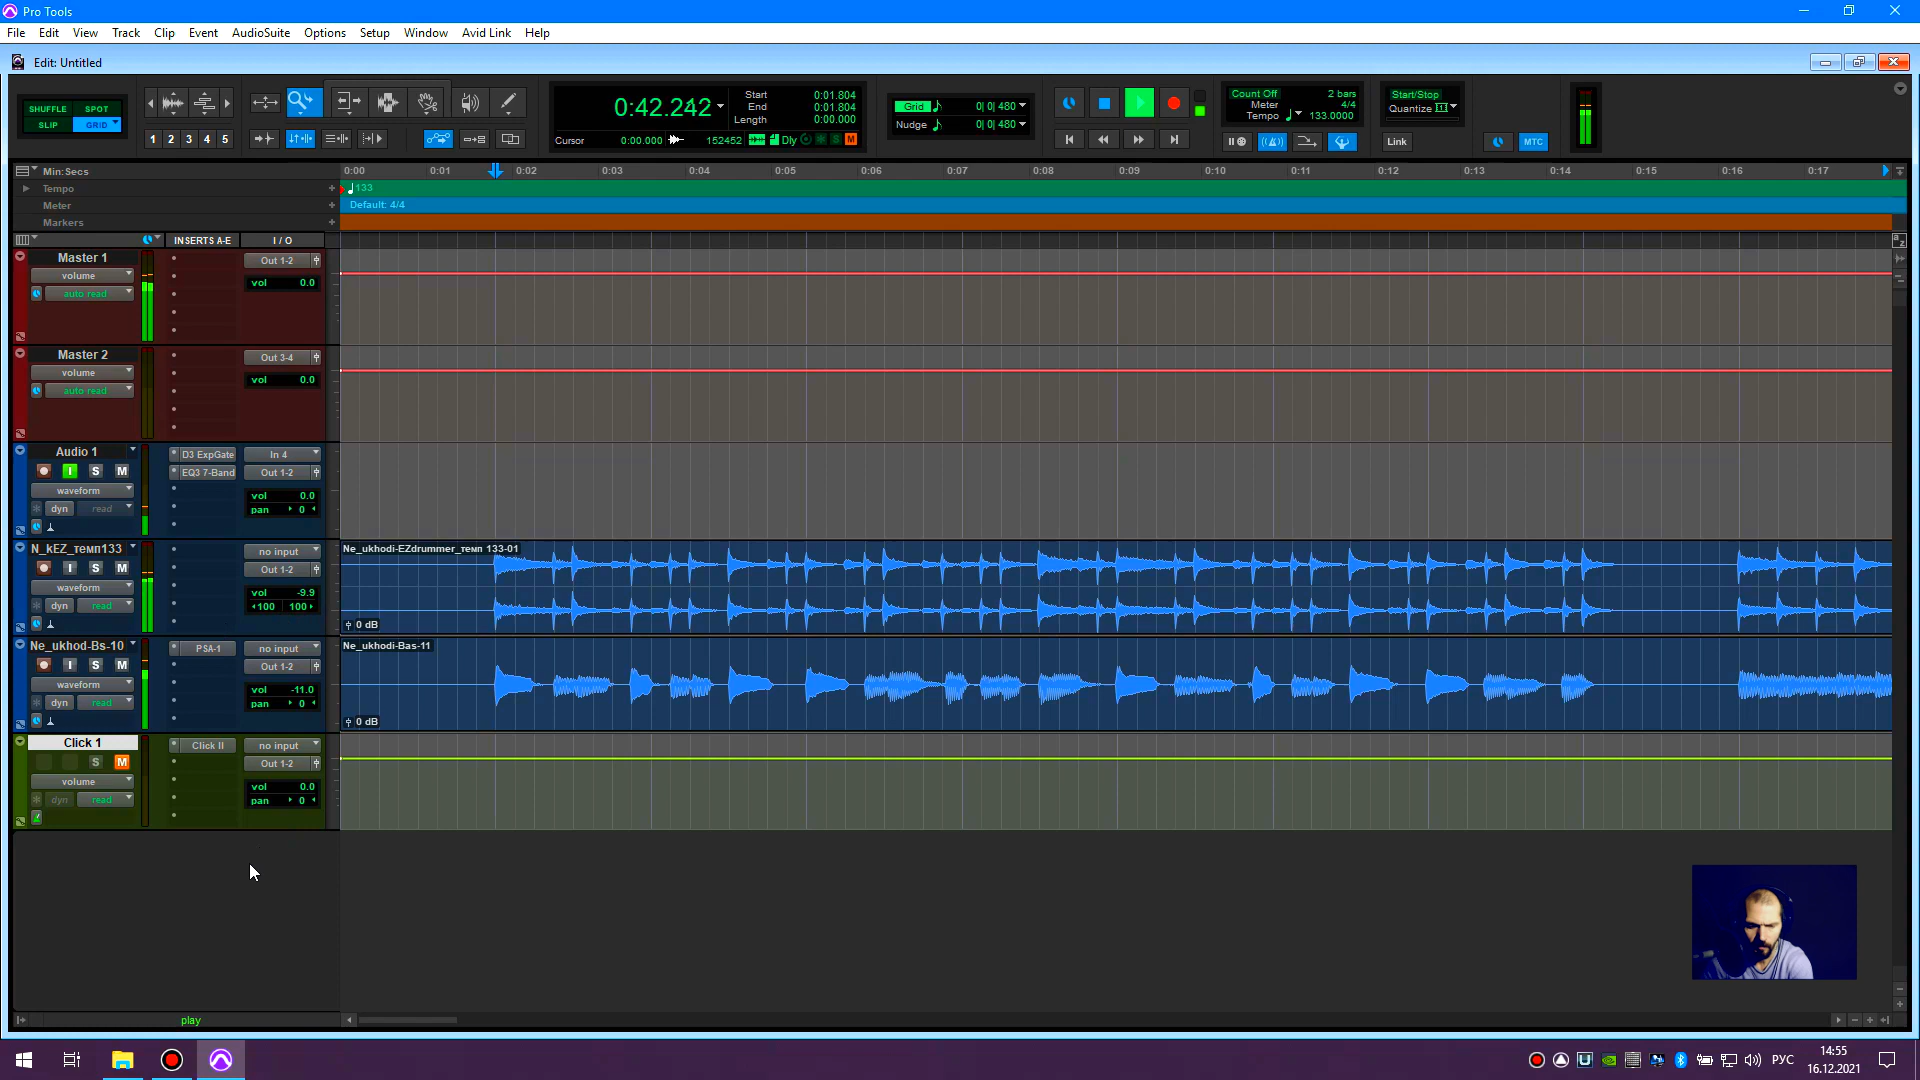 Pro Tools
File Edit View Track Clip Event AudioSuite Options Setup Window Avid Link Help
Edit: Untitled
SHUFFLE SPOT
SLIP GRID
1 2 3 4 5
0:42.242
Start 0:01.804
End 0:01.804
Length 0:00.000
Cursor 0:00.000 152452 Dly S M
Grid 0| 0| 480
Nudge 0| 0| 480
Count Off 2 bars
Meter 4/4
Tempo 133.0000
Start/Stop
Quantize
Link MTC
Min:Secs 0:00 0:01 0:02 0:03 0:04 0:05 0:06 0:07 0:08 0:09 0:10 0:11 0:12 0:13 0:14 0:15 0:16 0:17
Tempo 133
Meter Default: 4/4
Markers
INSERTS A-E I / O
Master 1 Out 1-2
volume vol 0.0
auto read
Master 2 Out 3-4
volume vol 0.0
auto read
Audio 1 D3 ExpGate In 4
I S M EQ3 7-Band Out 1-2
waveform vol 0.0
dyn read pan 0
N_kEZ_темп133 no input Ne_ukhodi-EZdrummer_темп 133-01
I S M Out 1-2
waveform vol -9.9
dyn read 100 100
0 dB
Ne_ukhod-Bs-10 PSA-1 no input Ne_ukhodi-Bas-11
I S M Out 1-2
waveform vol -11.0
dyn read pan 0
0 dB
Click 1 Click II no input
S M Out 1-2
volume vol 0.0
dyn read pan 0
play
РУС 14:55
16.12.2021